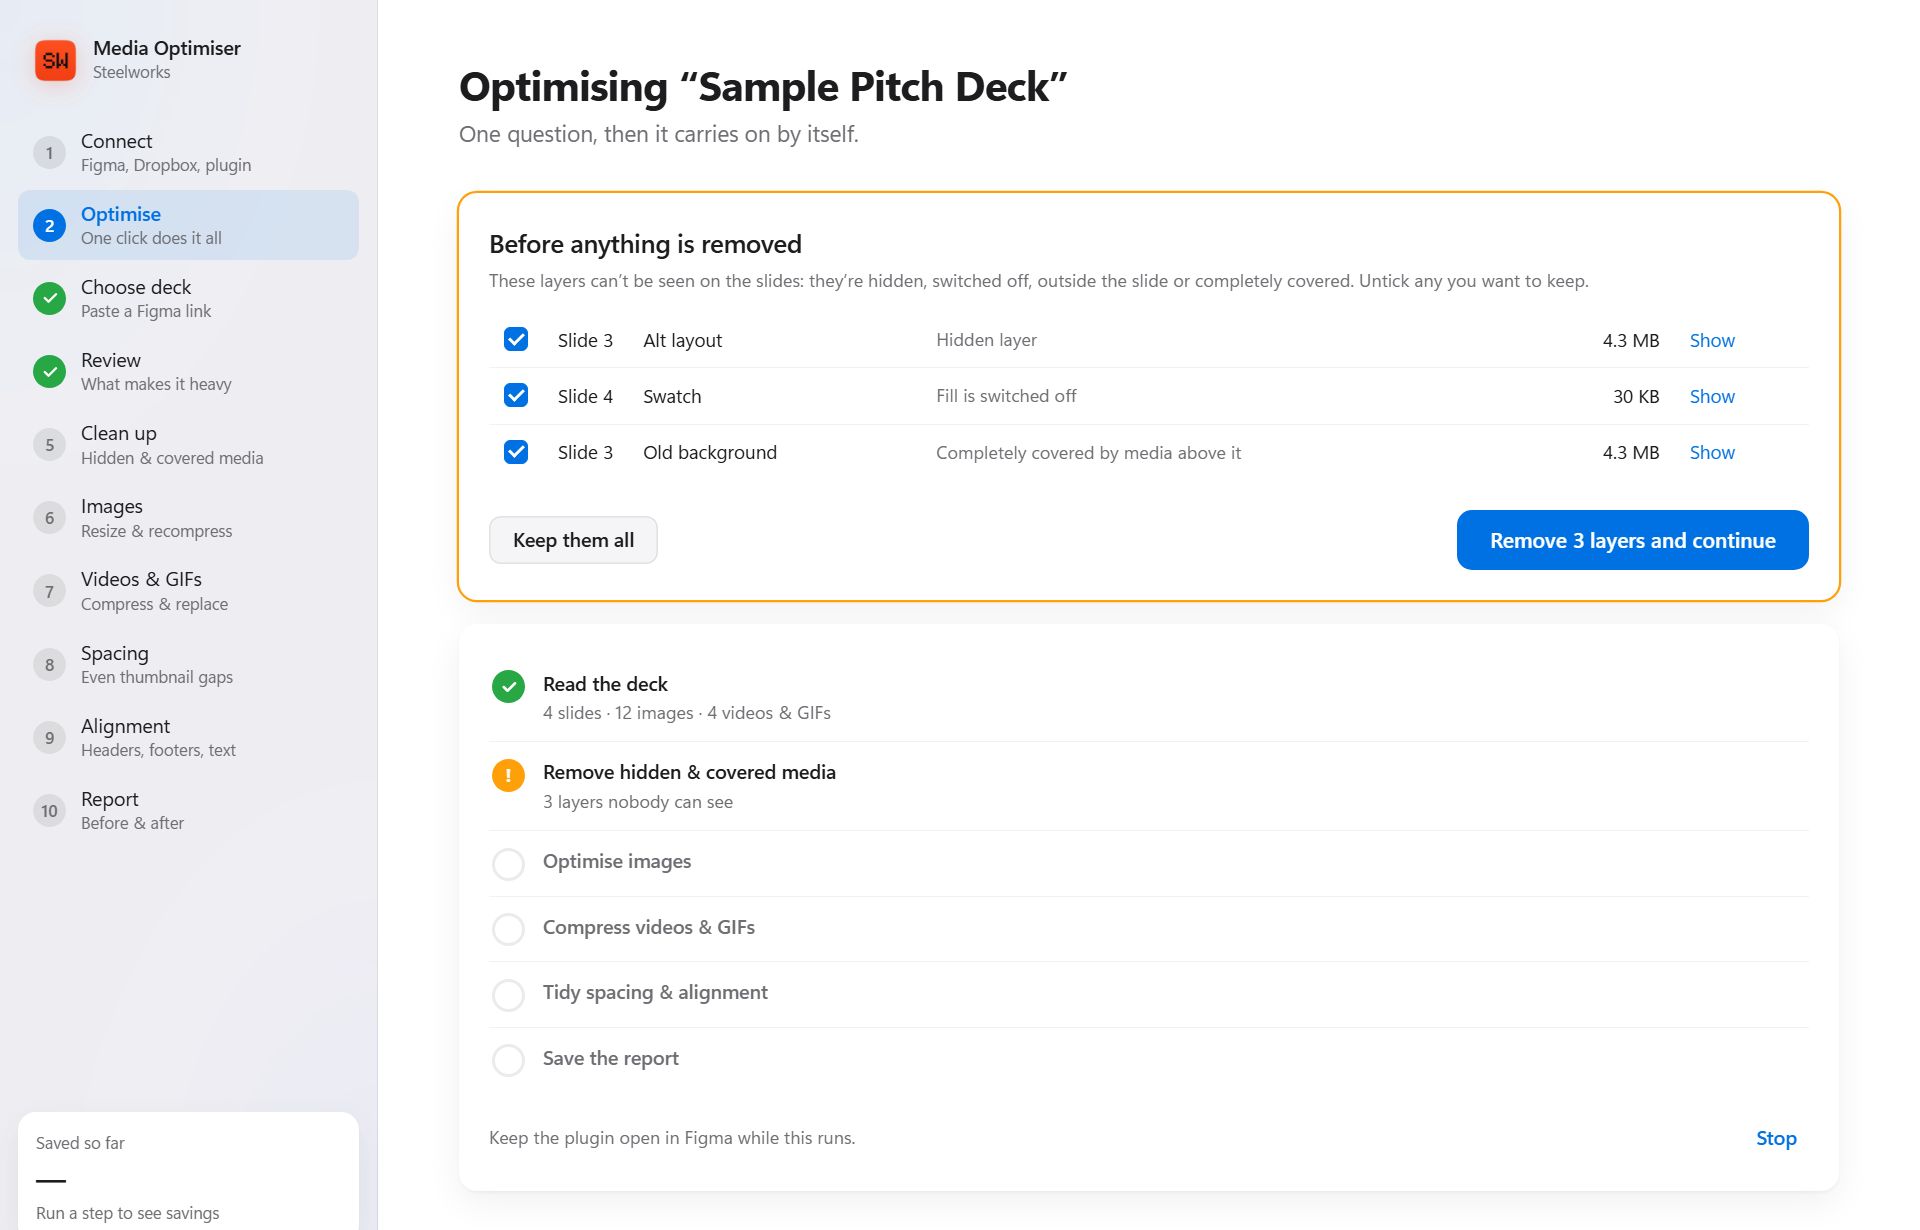 SW
Media Optimiser
Steelworks
1
Connect
Figma, Dropbox, plugin
2
Optimise
One click does it all
Choose deck
Paste a Figma link
Review
What makes it heavy
5
Clean up
Hidden & covered media
6
Images
Resize & recompress
7
Videos & GIFs
Compress & replace
8
Spacing
Even thumbnail gaps
9
Alignment
Headers, footers, text
10
Report
Before & after
Saved so far
—
Run a step to see savings
Optimising “Sample Pitch Deck”
One question, then it carries on by itself.
Before anything is removed
These layers can’t be seen on the slides: they’re hidden, switched off, outside the slide or completely covered. Untick any you want to keep.
Slide 3 Alt layout Hidden layer 4.3 MB Show
Slide 4 Swatch Fill is switched off 30 KB Show
Slide 3 Old background Completely covered by media above it 4.3 MB Show
Keep them all
Remove 3 layers and continue
Read the deck
4 slides · 12 images · 4 videos & GIFs
!
Remove hidden & covered media
3 layers nobody can see
Optimise images
Compress videos & GIFs
Tidy spacing & alignment
Save the report
Keep the plugin open in Figma while this runs.
Stop